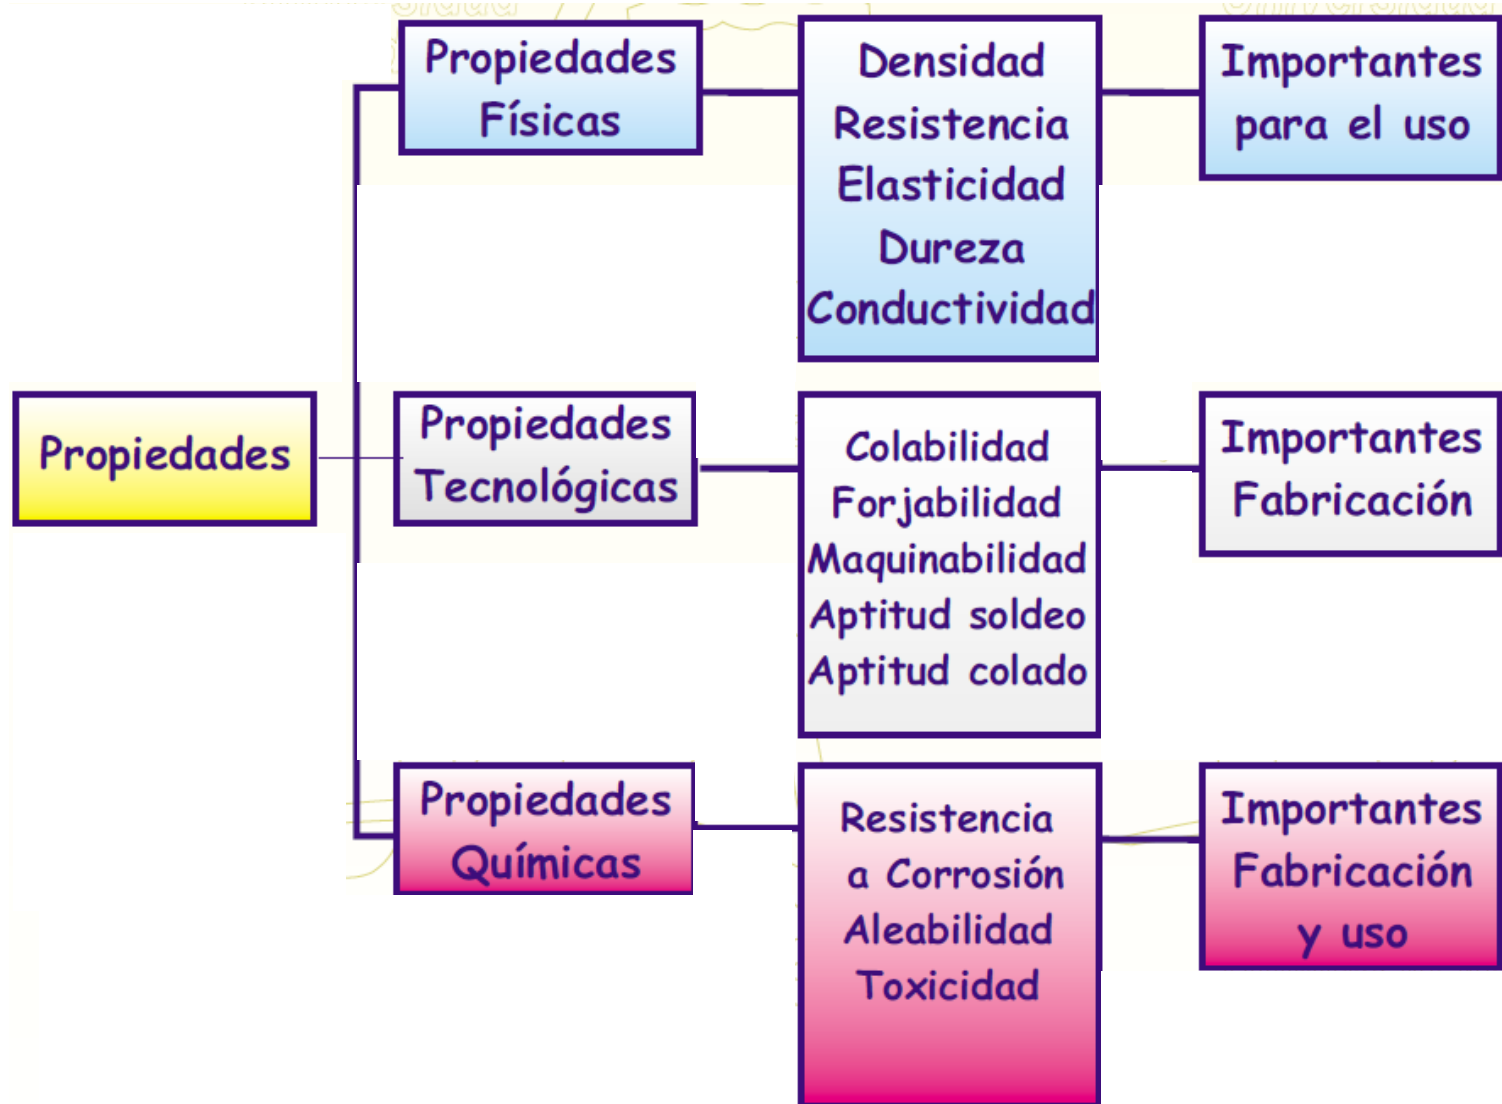 Propiedades
Propiedades
Físicas
Densidad
Resistencia
Elasticidad
Dureza
Conductividad
Importantes
para el uso
Propiedades
Tecnológicas
Colabilidad
Forjabilidad
Maquinabilidad
Aptitud soldeo
Aptitud colado
Importantes
Fabricación
Propiedades
Químicas
Resistencia
a Corrosión
Aleabilidad
Toxicidad
Importantes
Fabricación
y uso